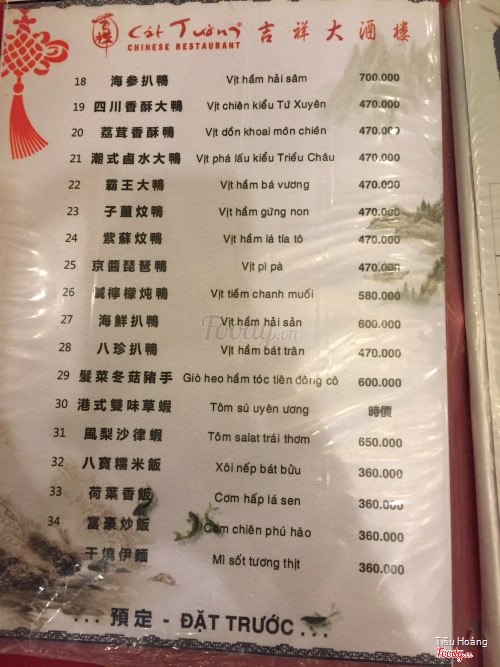 吉祥 Cát Tường® 吉祥大酒樓
CHINESE RESTAURANT
18 海参扒鴨 Vịt hầm hải sâm 700.000
19 四川香酥大鴨 Vịt chiên kiểu Tứ Xuyên 470.000
20 荔茸香酥鴨 Vịt dồn khoai môn chiên 470.000
21 潮式鹵水大鴨 Vịt phá lấu kiểu Triều Châu 470.000
22 霸王大鴨 Vịt hầm bá vương 470.000
23 子薑炆鴨 Vịt hầm gừng non 470.000
24 紫蘇炆鴨 Vịt hầm lá tía tô 470.000
25 京醬琵琶鴨 Vịt pì pà 470.000
26 鹹檸檬炖鴨 Vịt tiềm chanh muối 580.000
27 海鮮扒鴨 Vịt hầm hải sản 600.000
28 八珍扒鴨 Vịt hầm bát trân 470.000
29 髮菜冬菇豬手 Giò heo hầm tóc tiên đông cô 600.000
30 港式雙味草蝦 Tôm sú uyên ương 時價
31 風梨沙律蝦 Tôm salat trái thơm 650.000
32 八寶糯米飯 Xôi nếp bát bửu 360.000
33 荷葉香飯 Cơm hấp lá sen 360.000
34 富豪炒飯 Cơm chiên phú hào 360.000
干燒伊麵 Mì sốt tương thịt 360.000
... 預定 - ĐẶT TRƯỚC ...
Foody.vn
Tiểu Hoàng
Foody.vn